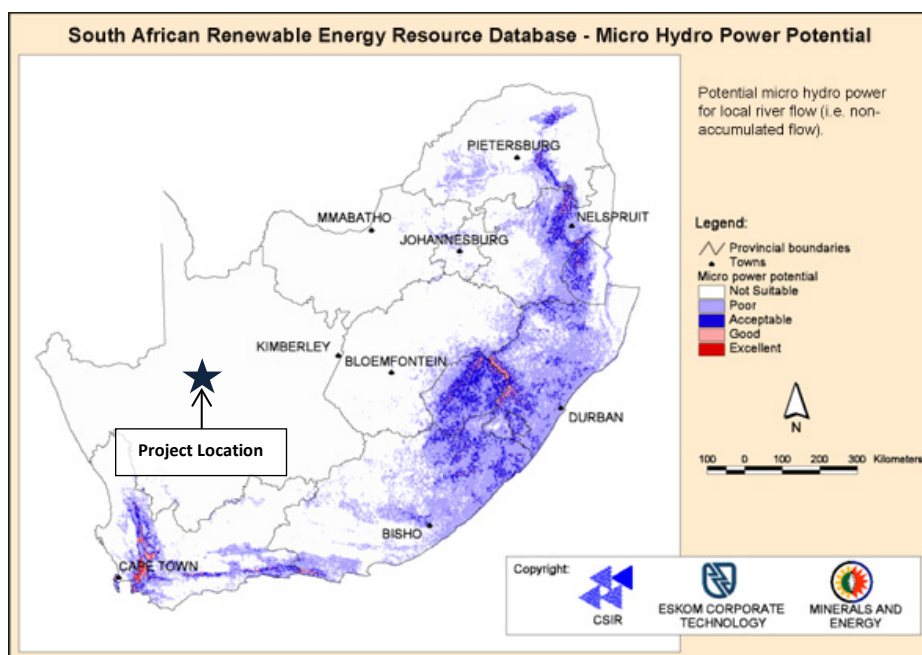 South African Renewable Energy Resource Database - Micro Hydro Power Potential
Potential micro hydro power
for local river flow (i.e. non-
accumulated flow).
PIETERSBURG
MMABATHO
NELSPRUIT
JOHANNESBURG
KIMBERLEY
BLOEMFONTEIN
DURBAN
Project Location
BISHO
CAPE TOWN
Legend:
Provincial boundaries
Towns
Micro power potential
Not Suitable
Poor
Acceptable
Good
Excellent
N
100 0 100 200 300 Kilometers
Copyright:
CSIR
ESKOM CORPORATE
TECHNOLOGY
MINERALS AND
ENERGY